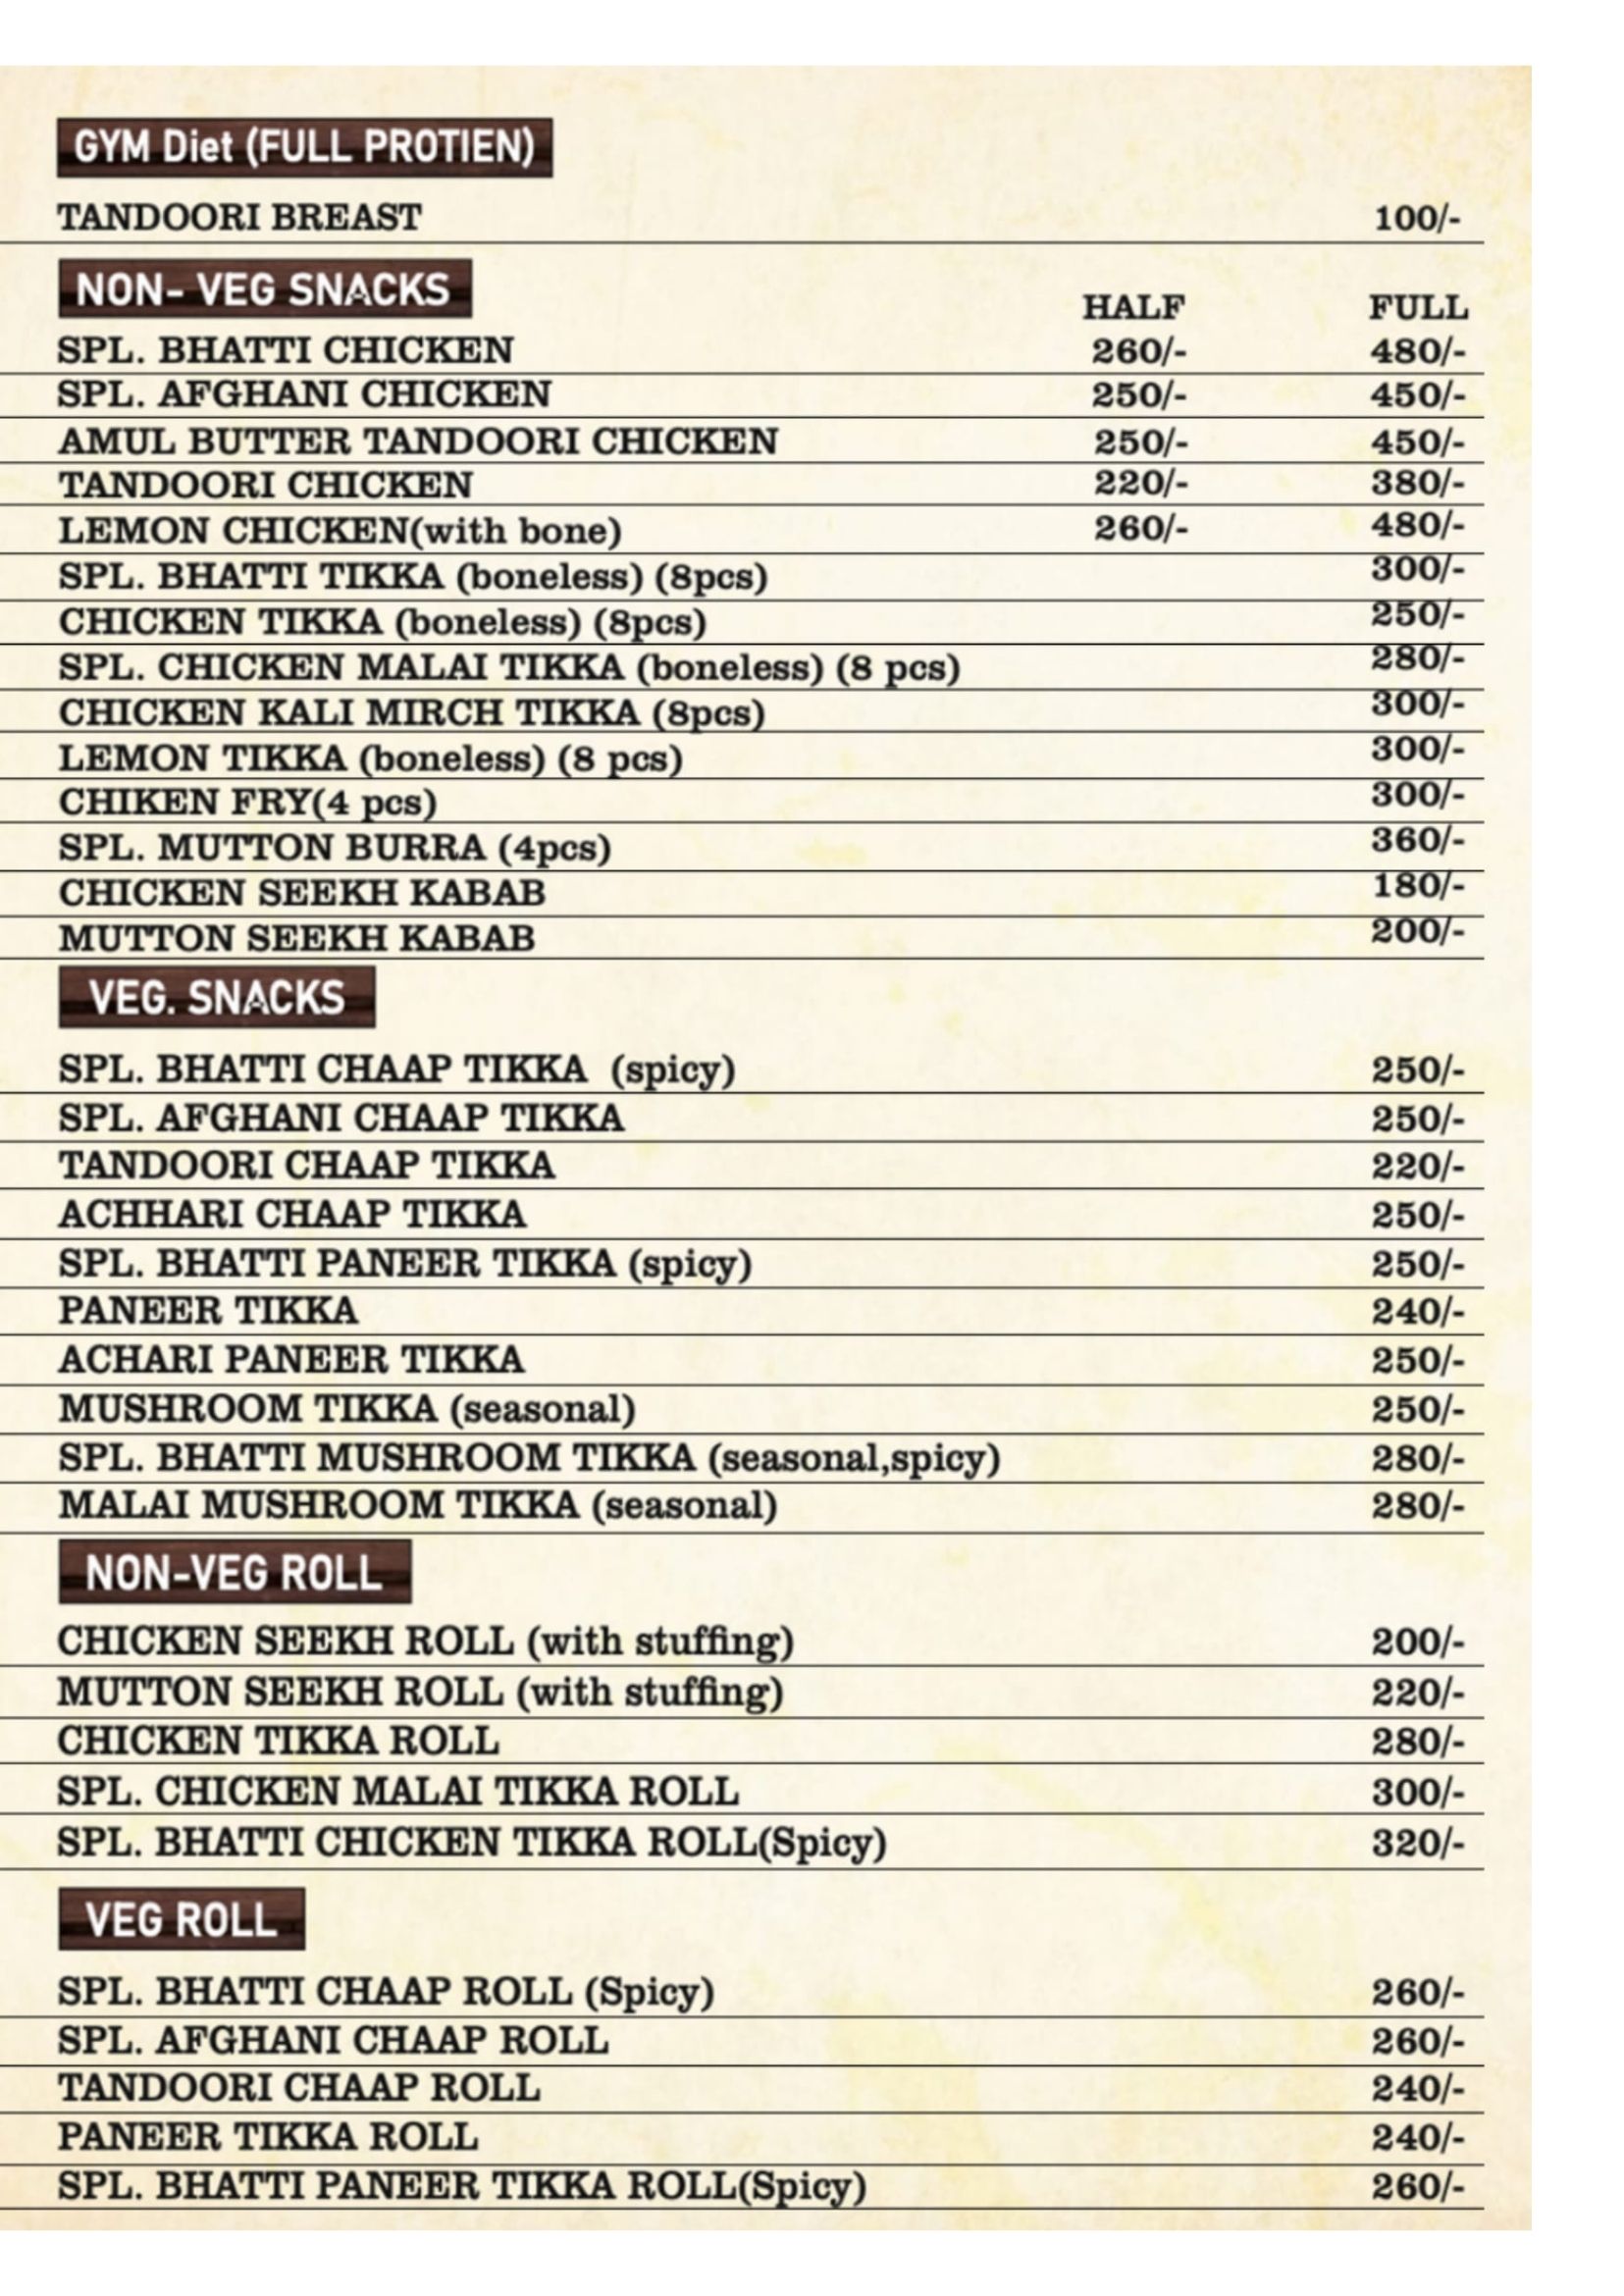 GYM Diet (FULL PROTIEN)
TANDOORI BREAST 100/-
NON- VEG SNACKS HALF FULL
SPL. BHATTI CHICKEN 260/- 480/-
SPL. AFGHANI CHICKEN 250/- 450/-
AMUL BUTTER TANDOORI CHICKEN 250/- 450/-
TANDOORI CHICKEN 220/- 380/-
LEMON CHICKEN(with bone) 260/- 480/-
SPL. BHATTI TIKKA (boneless) (8pcs) 300/-
CHICKEN TIKKA (boneless) (8pcs) 250/-
SPL. CHICKEN MALAI TIKKA (boneless) (8 pcs) 280/-
CHICKEN KALI MIRCH TIKKA (8pcs) 300/-
LEMON TIKKA (boneless) (8 pcs) 300/-
CHIKEN FRY(4 pcs) 300/-
SPL. MUTTON BURRA (4pcs) 360/-
CHICKEN SEEKH KABAB 180/-
MUTTON SEEKH KABAB 200/-
VEG. SNACKS
SPL. BHATTI CHAAP TIKKA (spicy) 250/-
SPL. AFGHANI CHAAP TIKKA 250/-
TANDOORI CHAAP TIKKA 220/-
ACHHARI CHAAP TIKKA 250/-
SPL. BHATTI PANEER TIKKA (spicy) 250/-
PANEER TIKKA 240/-
ACHARI PANEER TIKKA 250/-
MUSHROOM TIKKA (seasonal) 250/-
SPL. BHATTI MUSHROOM TIKKA (seasonal,spicy) 280/-
MALAI MUSHROOM TIKKA (seasonal) 280/-
NON-VEG ROLL
CHICKEN SEEKH ROLL (with stuffing) 200/-
MUTTON SEEKH ROLL (with stuffing) 220/-
CHICKEN TIKKA ROLL 280/-
SPL. CHICKEN MALAI TIKKA ROLL 300/-
SPL. BHATTI CHICKEN TIKKA ROLL(Spicy) 320/-
VEG ROLL
SPL. BHATTI CHAAP ROLL (Spicy) 260/-
SPL. AFGHANI CHAAP ROLL 260/-
TANDOORI CHAAP ROLL 240/-
PANEER TIKKA ROLL 240/-
SPL. BHATTI PANEER TIKKA ROLL(Spicy) 260/-